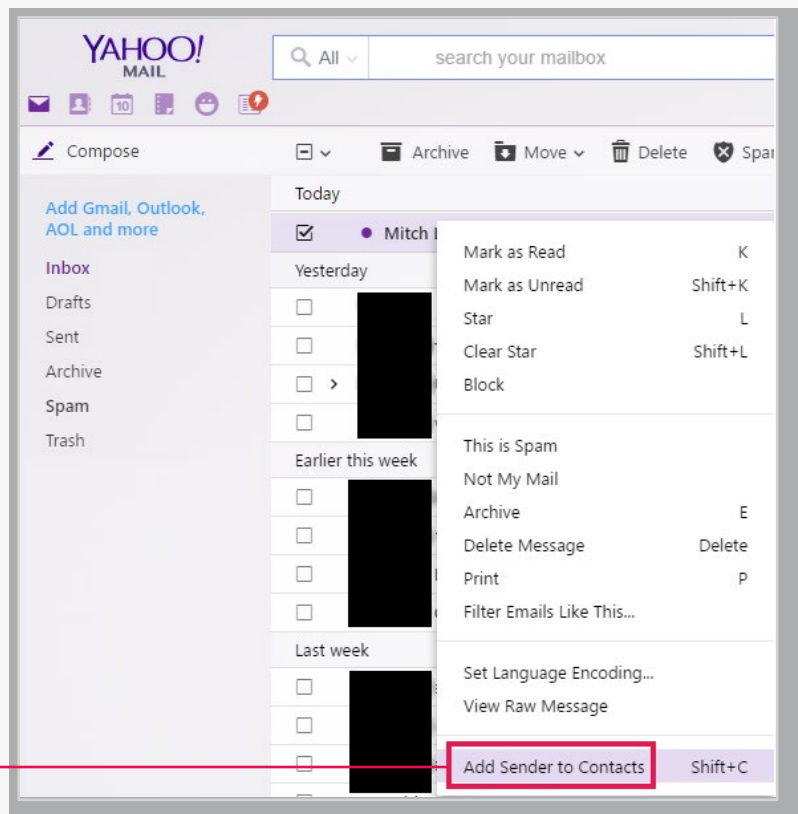 YAHOO!
MAIL
All
search your mailbox
10
Compose
Archive Move Delete
Add Gmail, Outlook,
AOL and more
Inbox
Drafts
Sent
Archive
Spam
Trash
Today
Mitch
Yesterday
Earlier this week
Last week
Mark as Read K
Mark as Unread Shift+K
Star L
Clear Star Shift+L
Block
This is Spam
Not My Mail
Archive E
Delete Message Delete
Print P
Filter Emails Like This...
Set Language Encoding...
View Raw Message
Add Sender to Contacts Shift+C